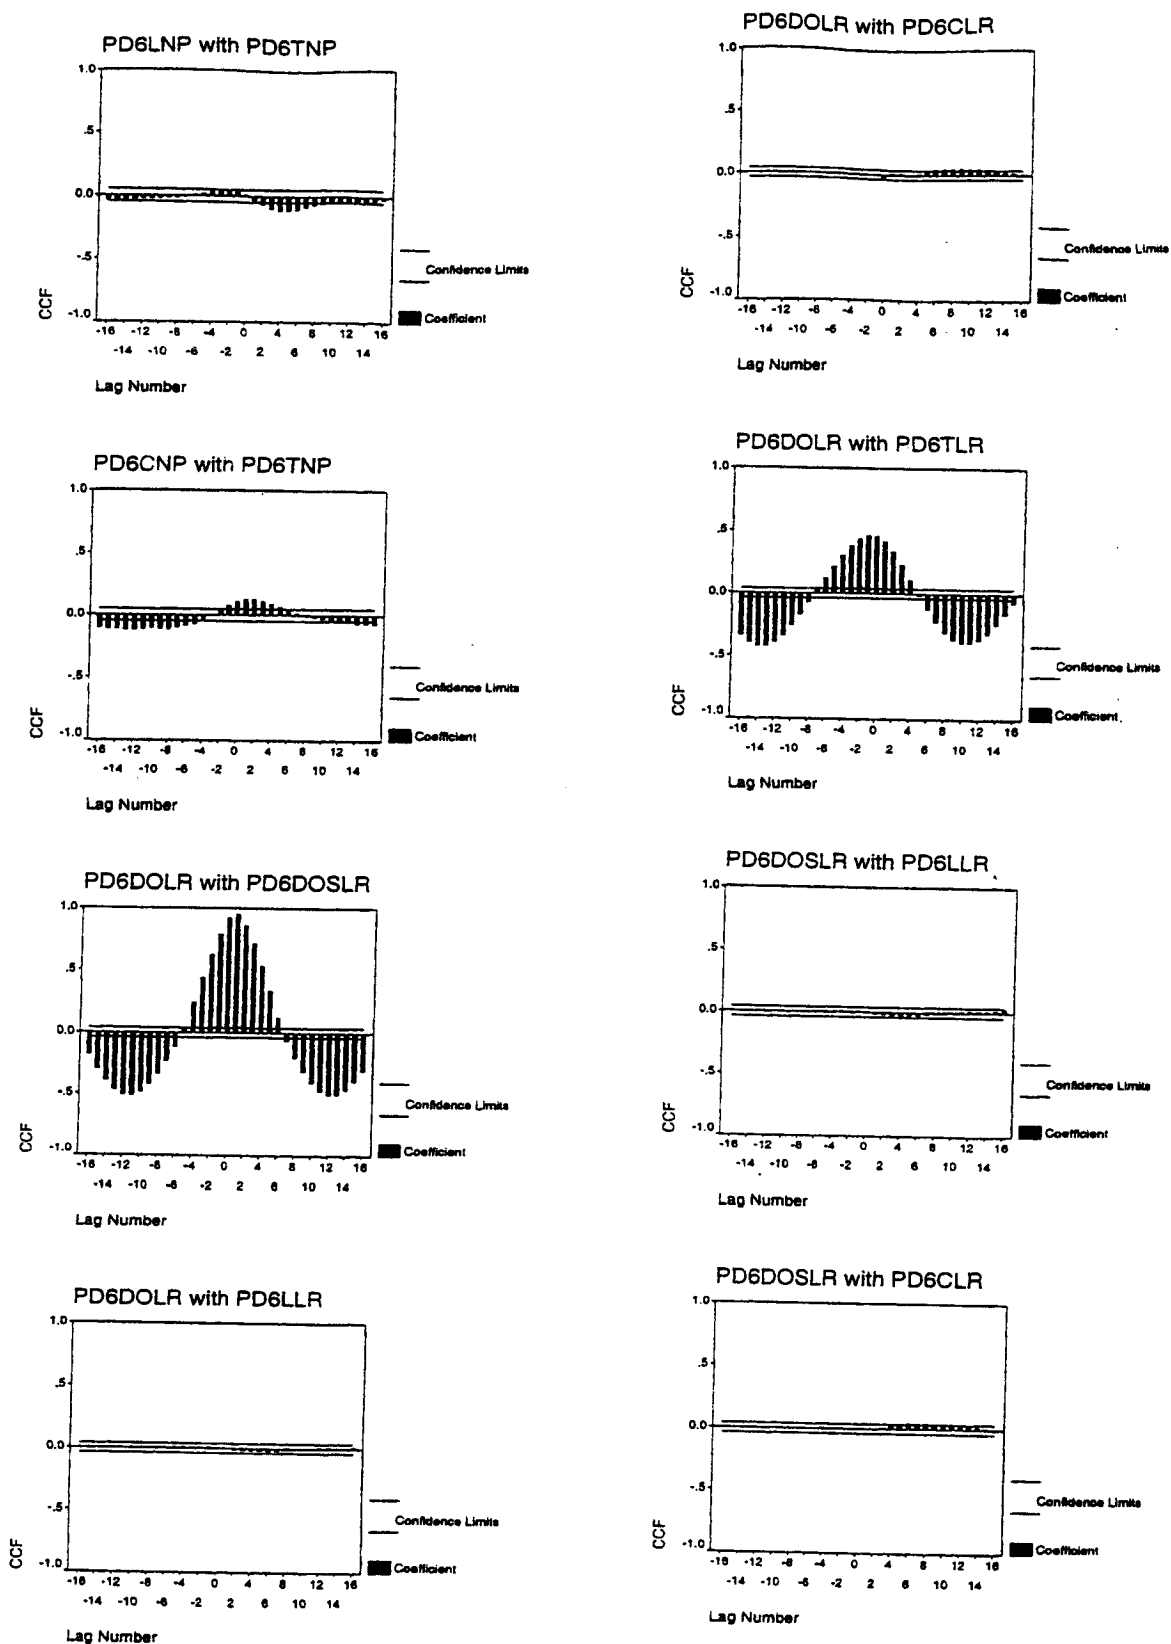 PD6LNP with PD6TNP
1.0
.5
0.0
-.5
-1.0
CCF
-16 -12 -8 -4 0 4 8 12 16
-14 -10 -6 -2 2 6 10 14
Lag Number
Confidence Limits
Coefficient
PD6DOLR with PD6CLR
1.0
.5
0.0
-.5
-1.0
CCF
-16 -12 -8 -4 0 4 8 12 16
-14 -10 -6 -2 2 6 10 14
Lag Number
Confidence Limits
Coefficient
PD6CNP with PD6TNP
1.0
.5
0.0
-.5
-1.0
CCF
-16 -12 -8 -4 0 4 8 12 16
-14 -10 -6 -2 2 6 10 14
Lag Number
Confidence Limits
Coefficient
PD6DOLR with PD6TLR
1.0
.5
0.0
-.5
-1.0
CCF
-16 -12 -8 -4 0 4 8 12 16
-14 -10 -6 -2 2 6 10 14
Lag Number
Confidence Limits
Coefficient
PD6DOLR with PD6DOSLR
1.0
.5
0.0
-.5
-1.0
CCF
-16 -12 -8 -4 0 4 8 12 16
-14 -10 -6 -2 2 6 10 14
Lag Number
Confidence Limits
Coefficient
PD6DOSLR with PD6LLR
1.0
.5
0.0
-.5
-1.0
CCF
-16 -12 -8 -4 0 4 8 12 16
-14 -10 -6 -2 2 6 10 14
Lag Number
Confidence Limits
Coefficient
PD6DOLR with PD6LLR
1.0
.5
0.0
-.5
-1.0
CCF
-16 -12 -8 -4 0 4 8 12 16
-14 -10 -6 -2 2 6 10 14
Lag Number
Confidence Limits
Coefficient
PD6DOSLR with PD6CLR
1.0
.5
0.0
-.5
-1.0
CCF
-16 -12 -8 -4 0 4 8 12 16
-14 -10 -6 -2 2 6 10 14
Lag Number
Confidence Limits
Coefficient